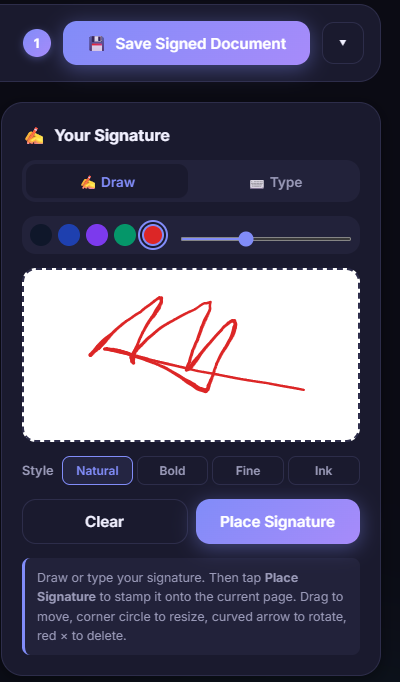 1
Save Signed Document
Your Signature
Draw
Type
Style
Natural
Bold
Fine
Ink
Clear
Place Signature
Draw or type your signature. Then tap Place
Signature to stamp it onto the current page. Drag to
move, corner circle to resize, curved arrow to rotate,
red × to delete.